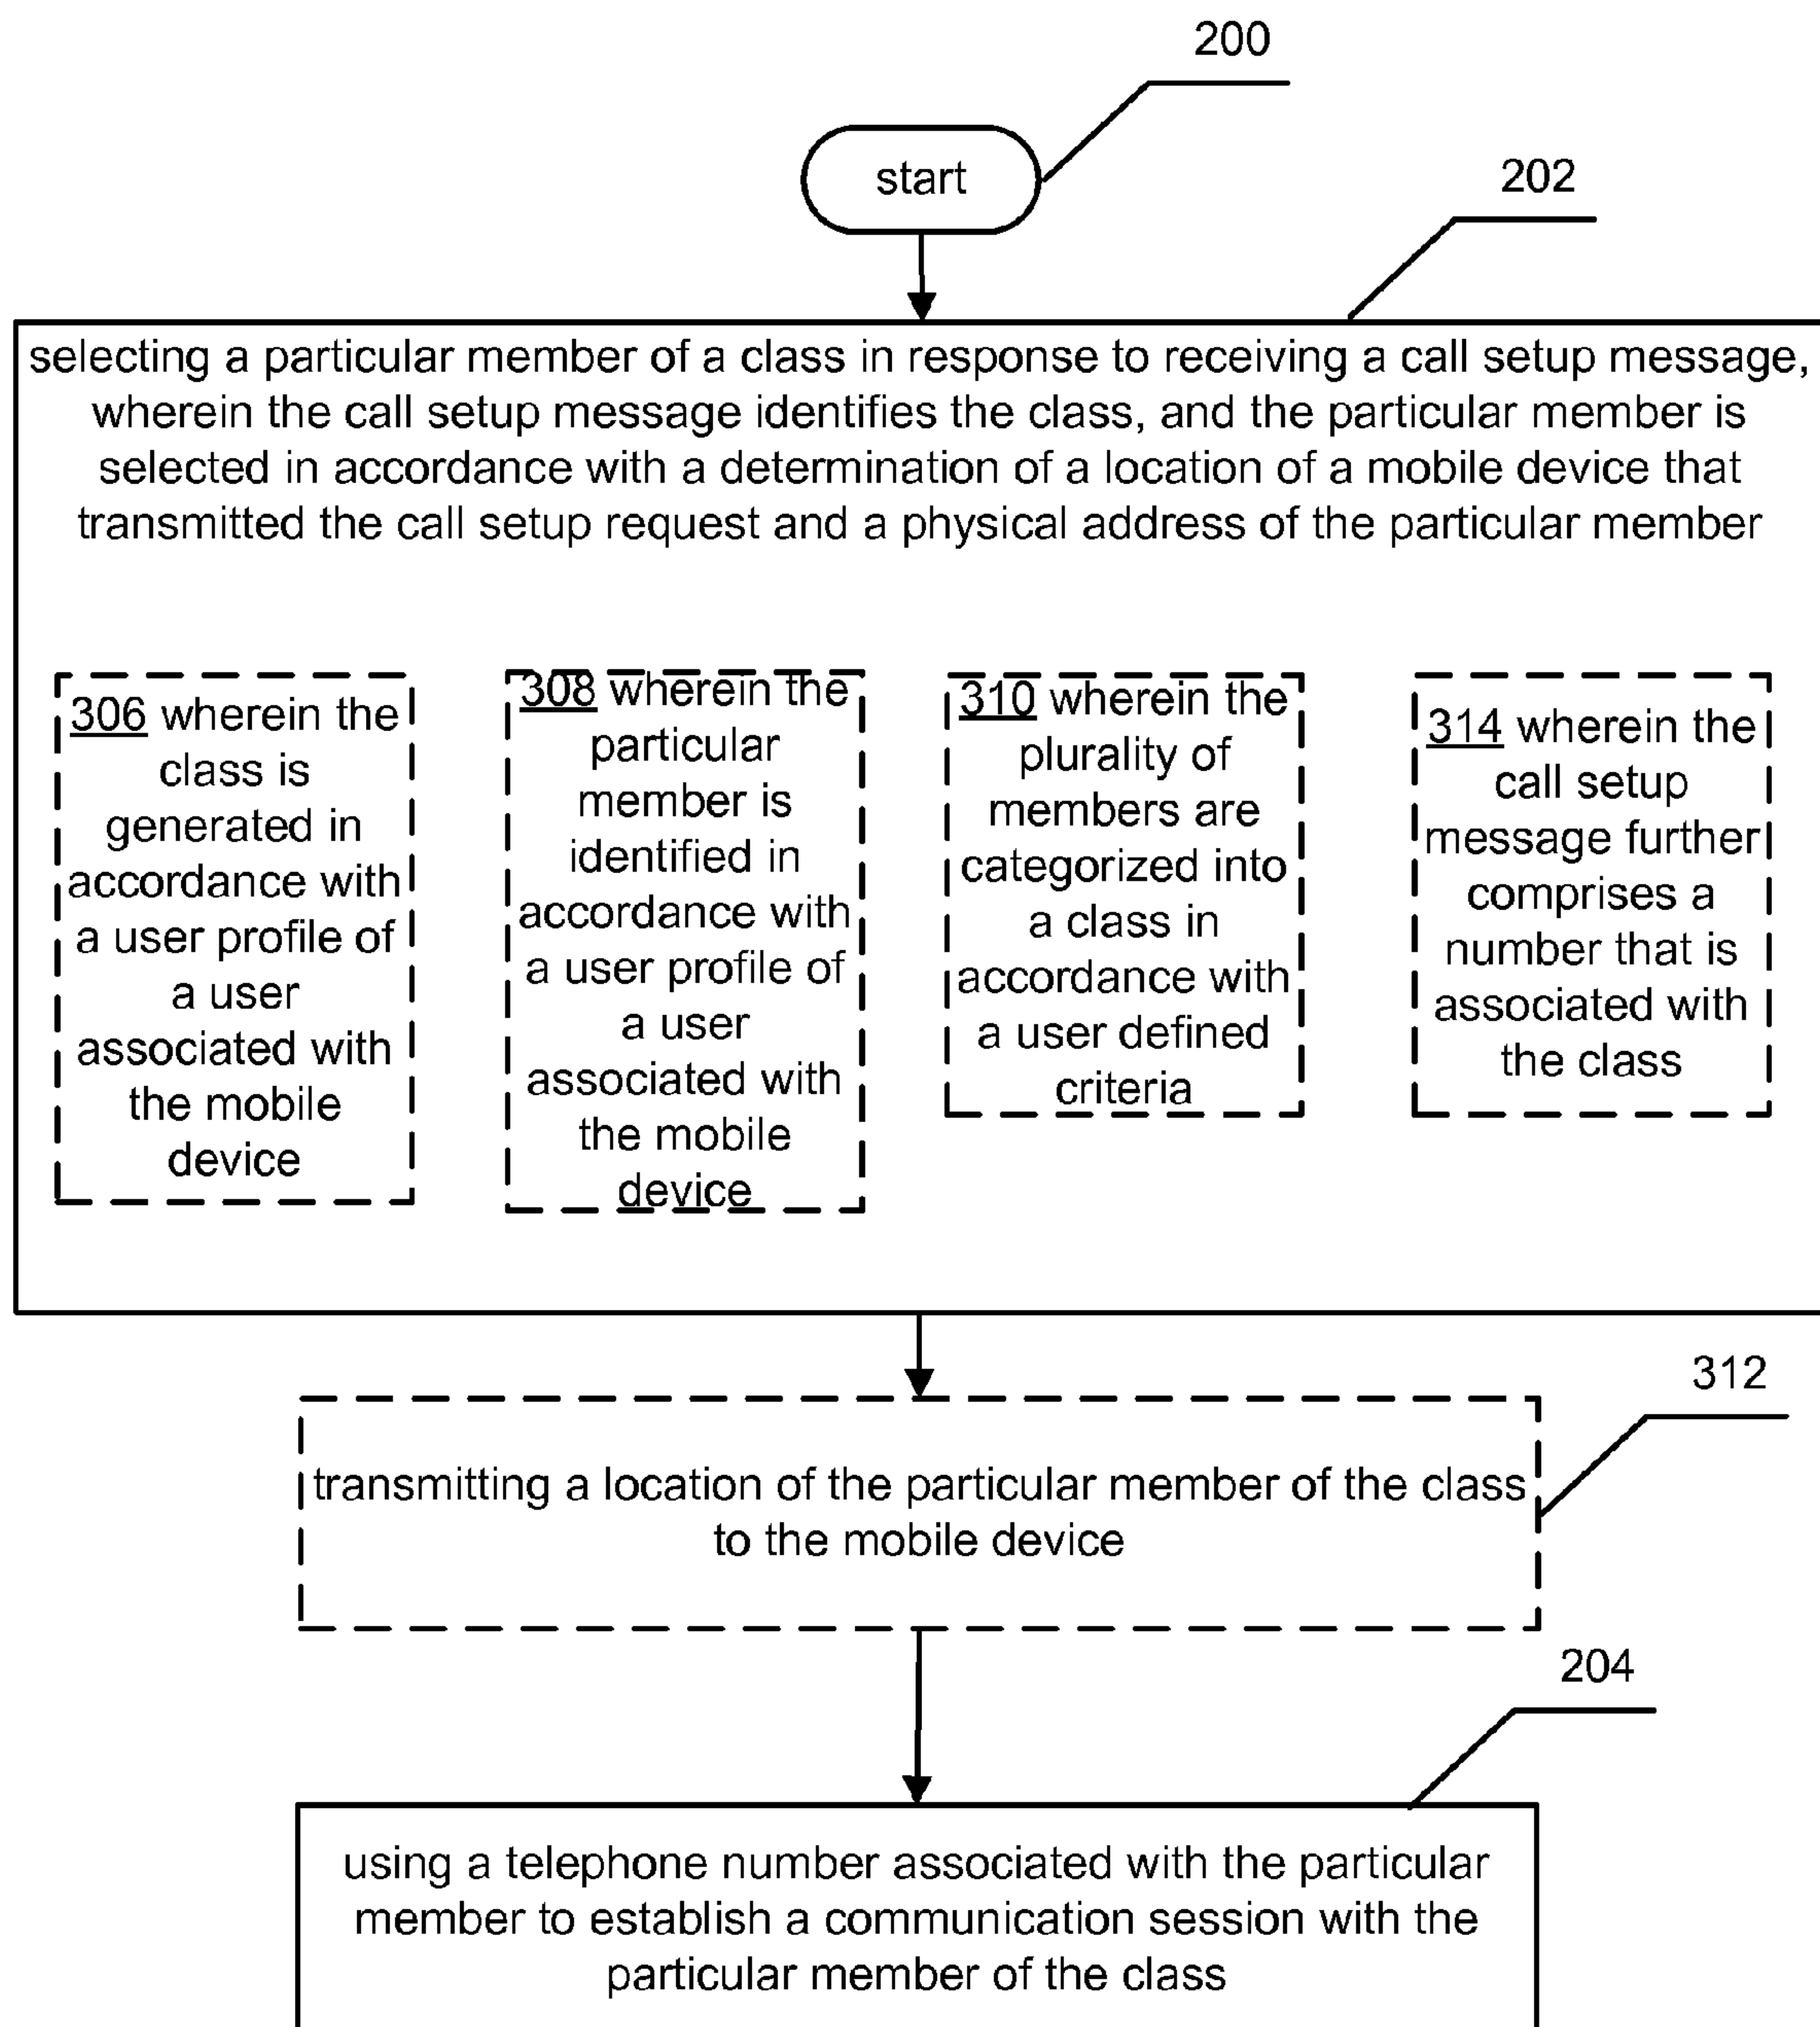 200
start
202
selecting a particular member of a class in response to receiving a call setup message,
wherein the call setup message identifies the class, and the particular member is
selected in accordance with a determination of a location of a mobile device that
transmitted the call setup request and a physical address of the particular member
306 wherein the
class is
generated in
accordance with
a user profile of
a user
associated with
the mobile
device
308 wherein the
particular
member is
identified in
accordance with
a user profile of
a user
associated with
the mobile
device
310 wherein the
plurality of
members are
categorized into
a class in
accordance with
a user defined
criteria
314 wherein the
call setup
message further
comprises a
number that is
associated with
the class
312
transmitting a location of the particular member of the class
to the mobile device
204
using a telephone number associated with the particular
member to establish a communication session with the
particular member of the class